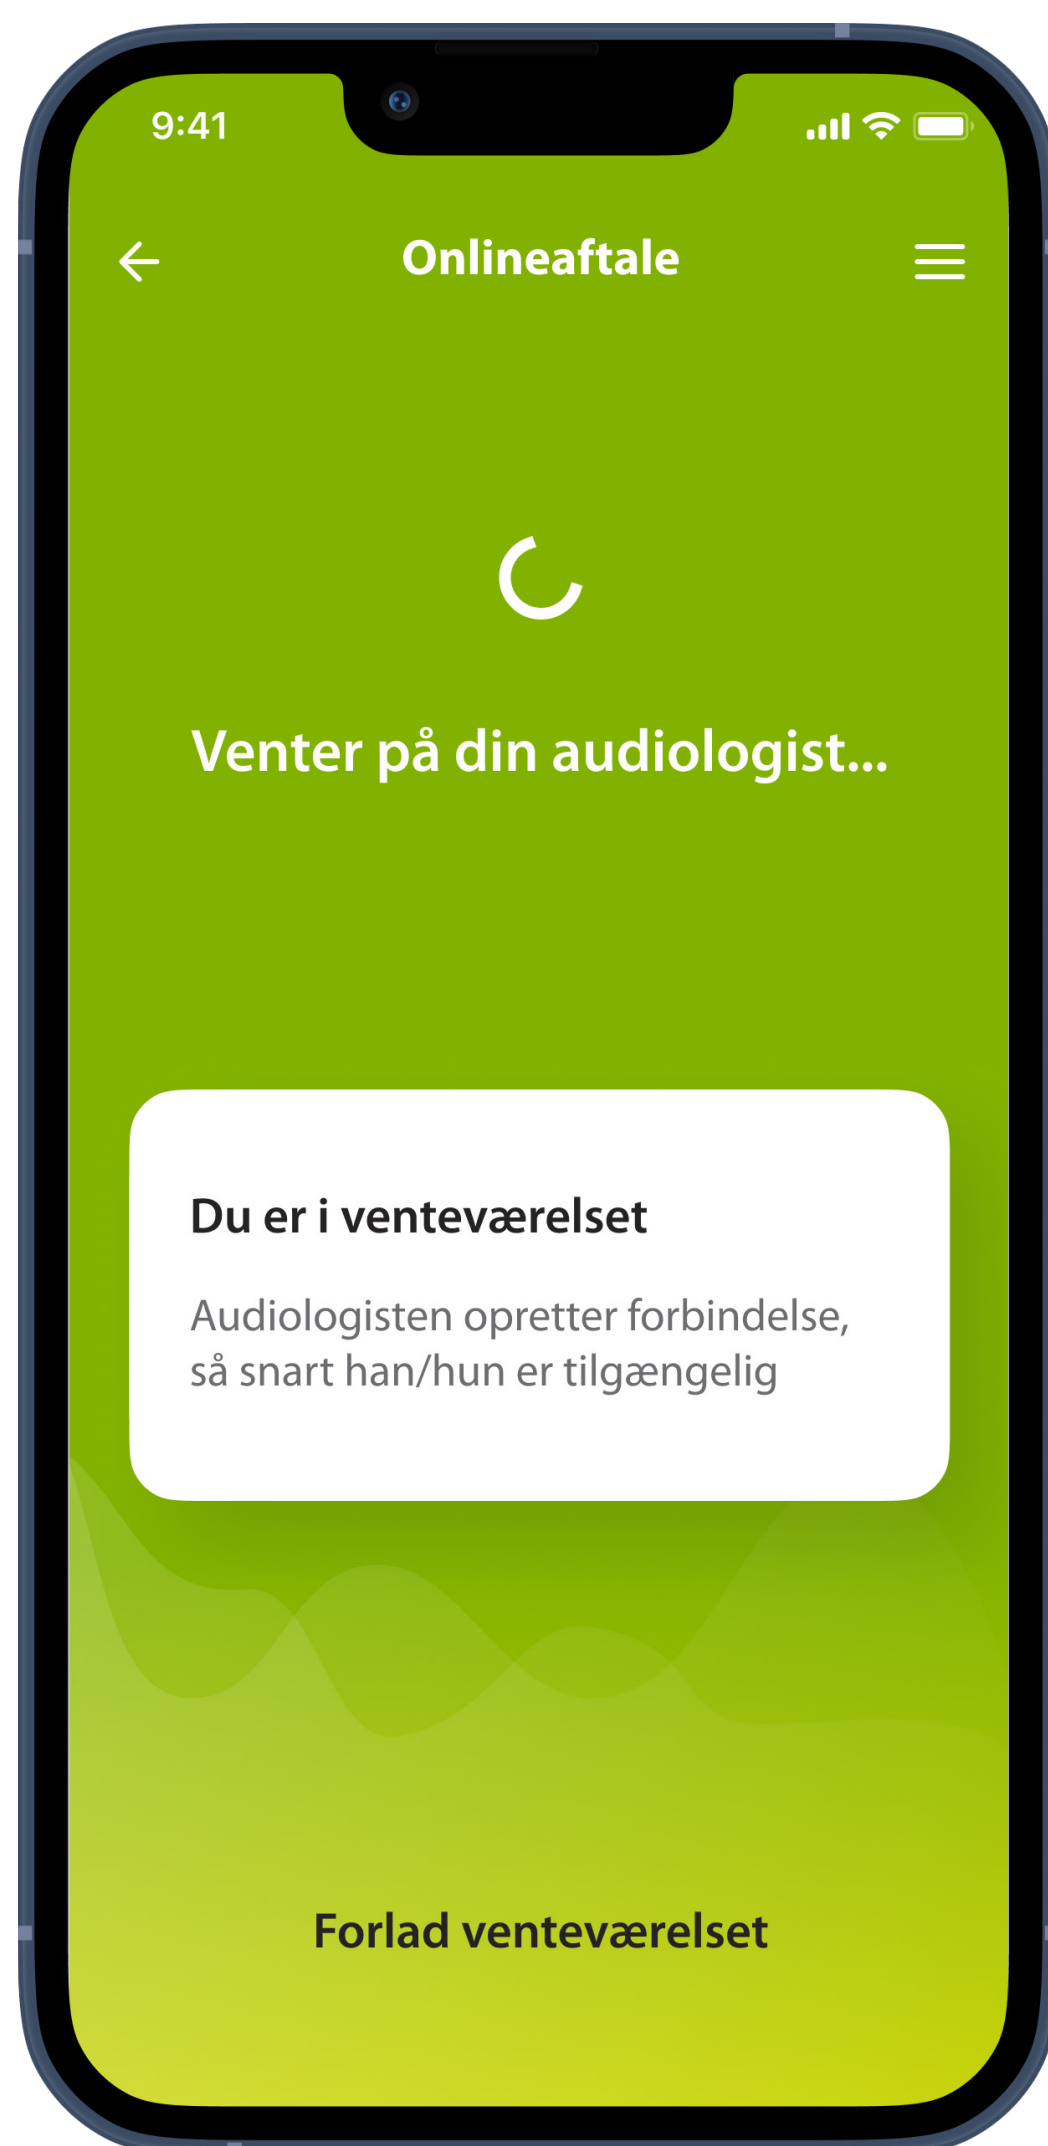 9:41
Onlineaftale
Venter på din audiologist...
Du er i venteværelset
Audiologisten opretter forbindelse,
så snart han/hun er tilgængelig
Forlad venteværelset